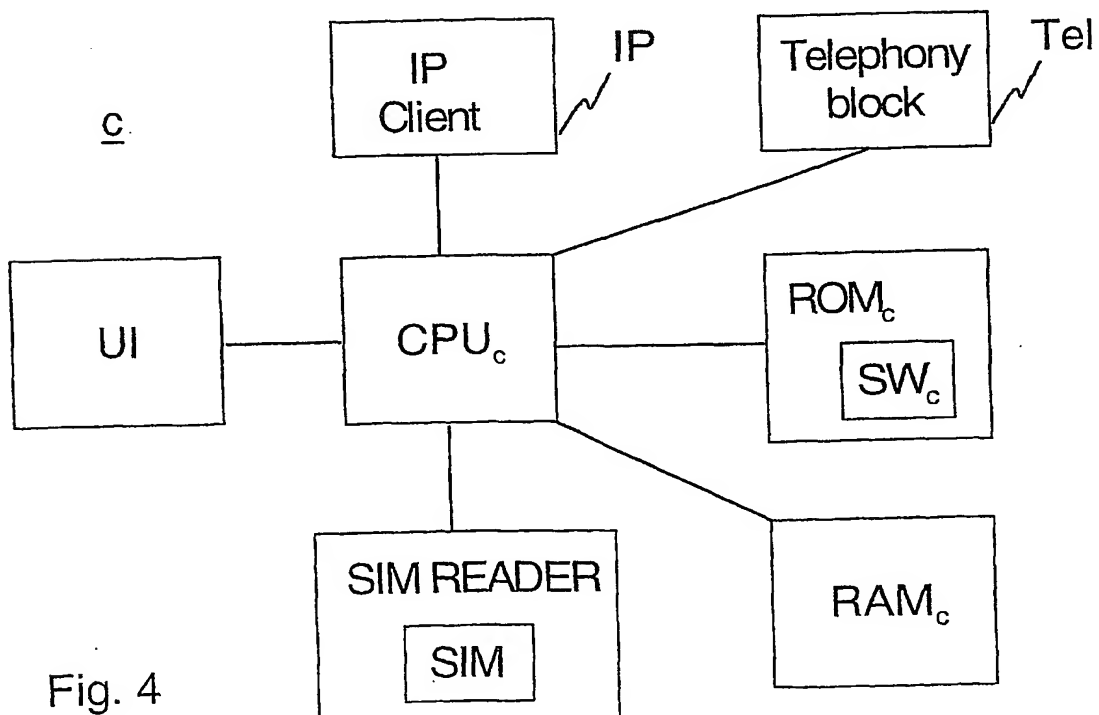 IP
Client
IP
Telephony
block
Tel
c
UI
CPUc
ROMc
SWc
SIM READER
SIM
RAMc
Fig. 4